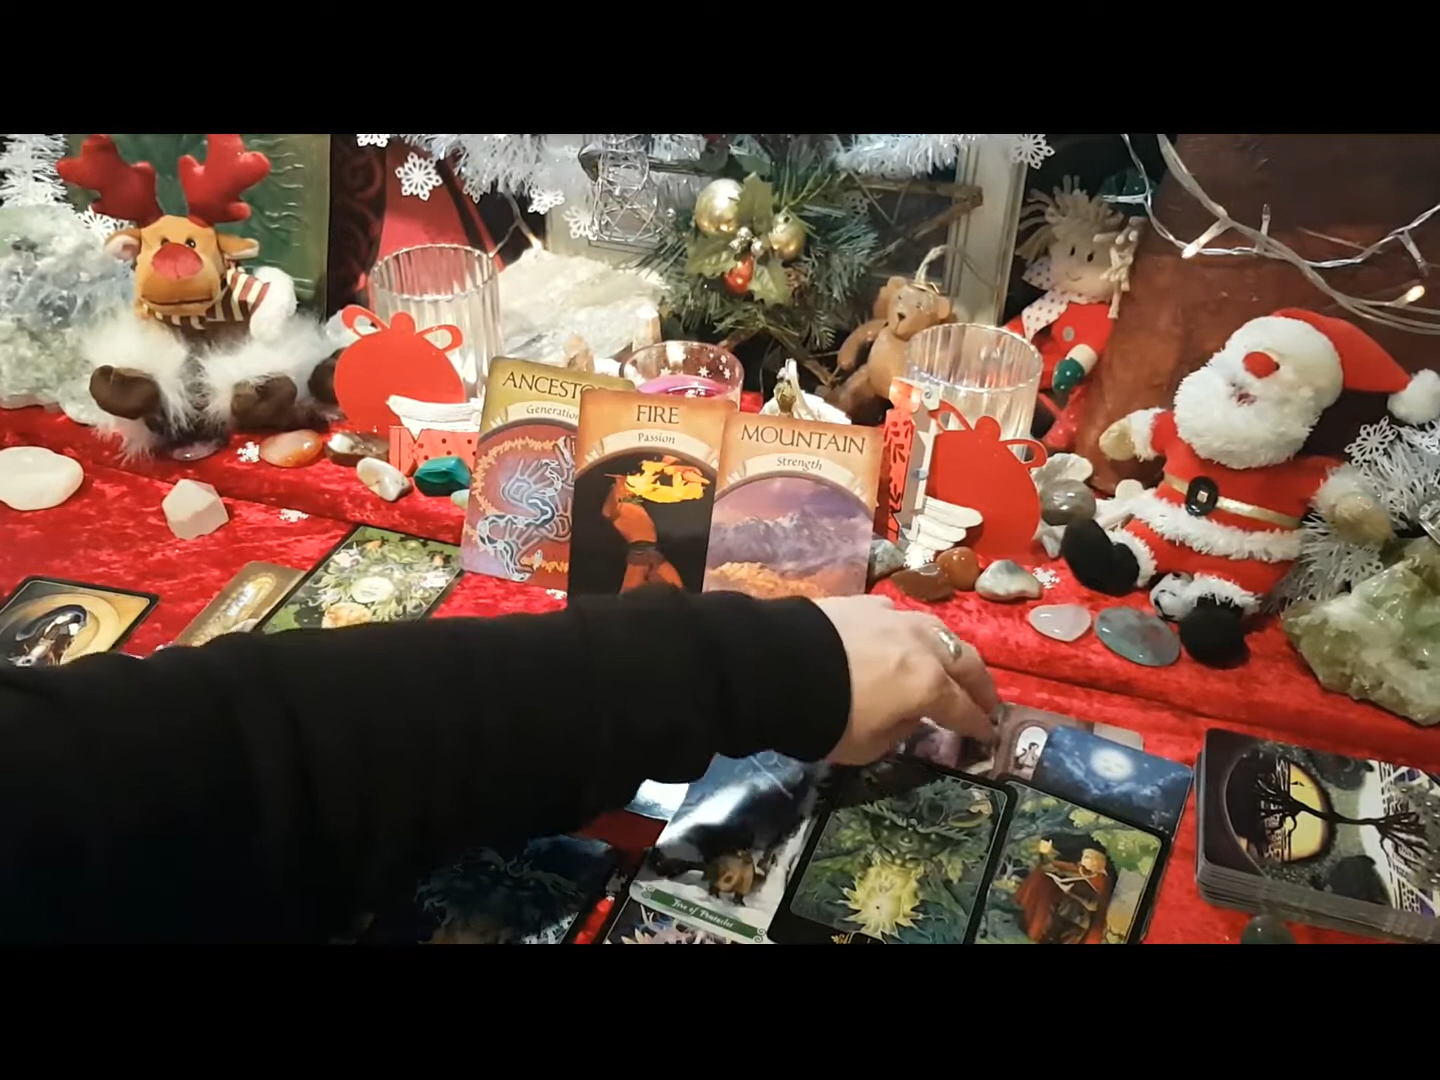 ANCESTO
Generation
FIRE
Passion
MOUNTAIN
Strength
Five of Pentacles